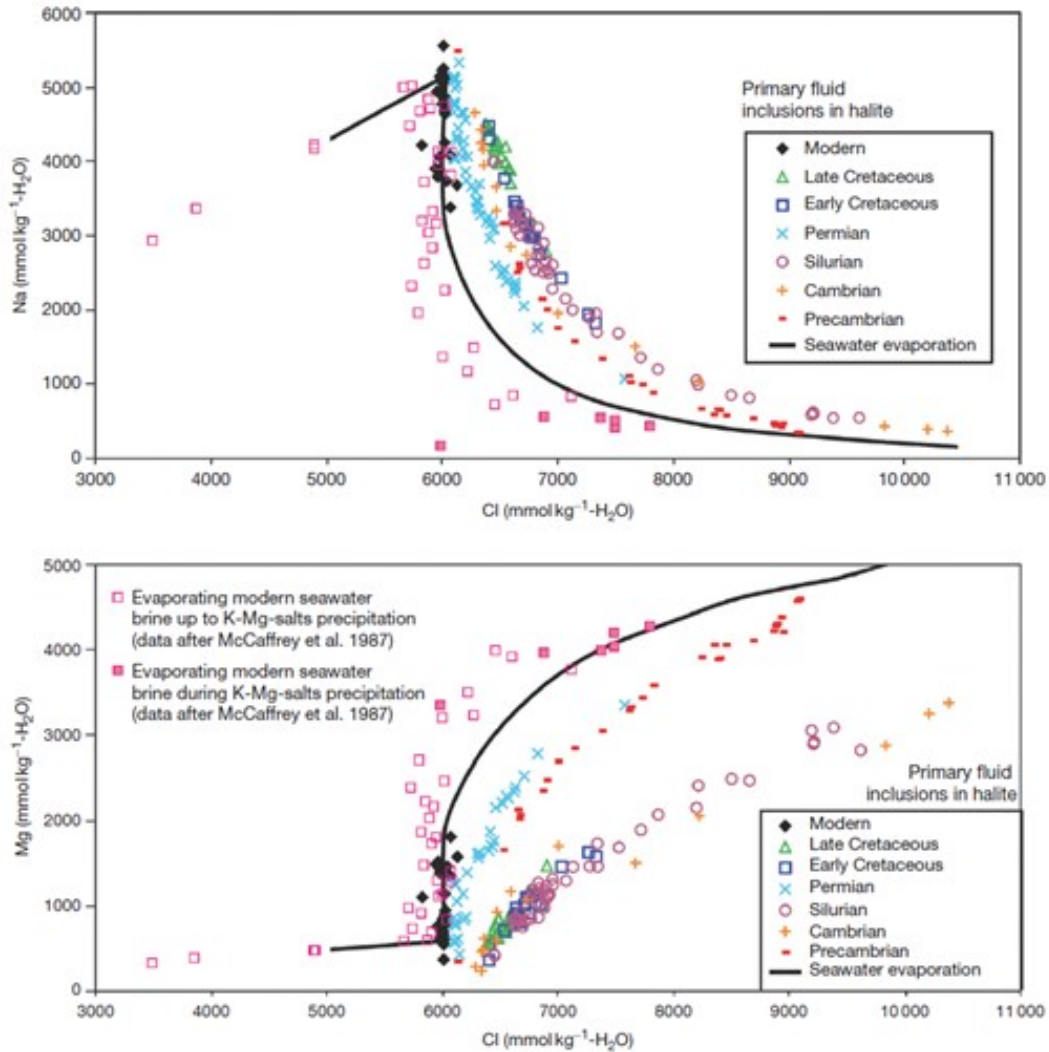 6000
5000
4000
3000
2000
1000
0
Na (mmol kg⁻¹-H₂O)
Primary fluid
inclusions in halite
Modern
Late Cretaceous
Early Cretaceous
Permian
Silurian
Cambrian
Precambrian
Seawater evaporation
3000 4000 5000 6000 7000 8000 9000 10 000 11 000
Cl (mmol kg⁻¹-H₂O)
5000
4000
3000
2000
1000
0
Mg (mmol kg⁻¹-H₂O)
Evaporating modern seawater
brine up to K-Mg-salts precipitation
(data after McCaffrey et al. 1987)
Evaporating modern seawater
brine during K-Mg-salts precipitation
(data after McCaffrey et al. 1987)
Primary fluid
inclusions in halite
Modern
Late Cretaceous
Early Cretaceous
Permian
Silurian
Cambrian
Precambrian
Seawater evaporation
3000 4000 5000 6000 7000 8000 9000 10 000 11 000
Cl (mmol kg⁻¹-H₂O)